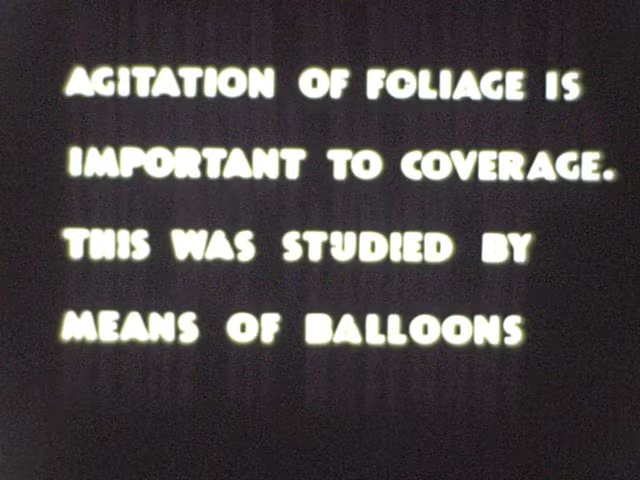 AGITATION OF FOLIAGE IS
IMPORTANT TO COVERAGE.
THIS WAS STUDIED BY
MEANS OF BALLOONS